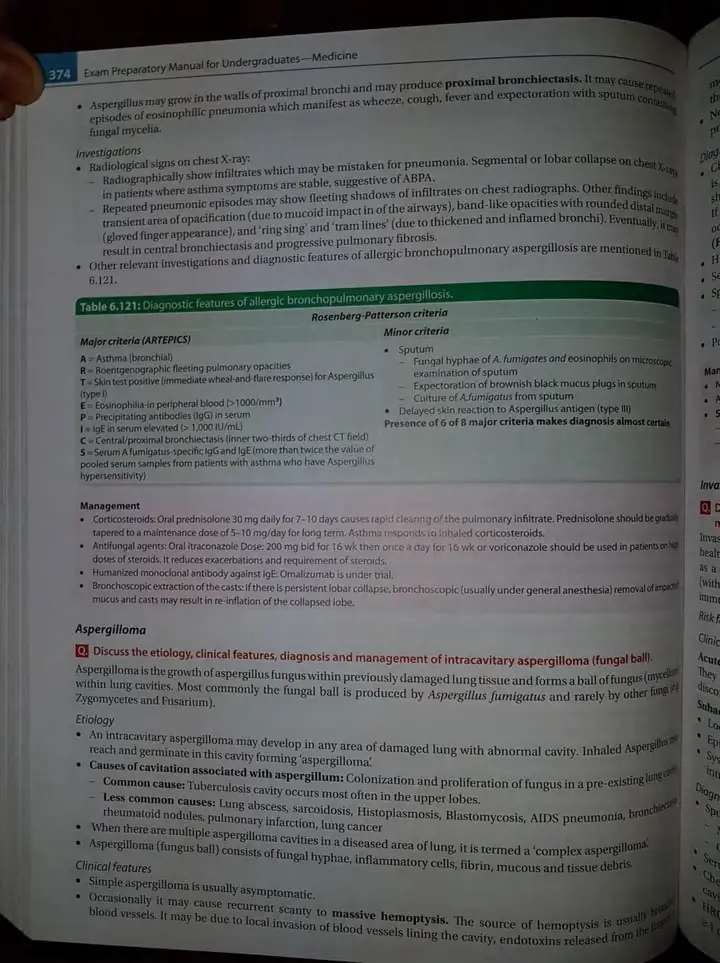 374 Exam Preparatory Manual for Undergraduates—Medicine
• Aspergillus may grow in the walls of proximal bronchi and may produce proximal bronchiectasis. It may cause repeated
episodes of eosinophilic pneumonia which manifest as wheeze, cough, fever and expectoration with sputum containing
fungal mycelia.
Investigations
• Radiological signs on chest X-ray:
– Radiographically show infiltrates which may be mistaken for pneumonia. Segmental or lobar collapse on chest X-rays
in patients where asthma symptoms are stable, suggestive of ABPA.
– Repeated pneumonic episodes may show fleeting shadows of infiltrates on chest radiographs. Other findings include
transient area of opacification (due to mucoid impact in of the airways), band-like opacities with rounded distal margin
(gloved finger appearance), and 'ring sing' and 'tram lines' (due to thickened and inflamed bronchi). Eventually, it may
result in central bronchiectasis and progressive pulmonary fibrosis.
• Other relevant investigations and diagnostic features of allergic bronchopulmonary aspergillosis are mentioned in Table
6.121.
Table 6.121: Diagnostic features of allergic bronchopulmonary aspergillosis.
Rosenberg-Patterson criteria
Major criteria (ARTEPICS)
A = Asthma (bronchial)
R = Roentgenographic fleeting pulmonary opacities
T = Skin test positive (immediate wheal-and-flare response) for Aspergillus
(type I)
E = Eosinophilia in peripheral blood (>1000/mm³)
P = Precipitating antibodies (IgG) in serum
I = IgE in serum elevated (> 1,000 IU/mL)
C = Central/proximal bronchiectasis (inner two-thirds of chest CT field)
S = Serum A fumigatus-specific IgG and IgE (more than twice the value of
pooled serum samples from patients with asthma who have Aspergillus
hypersensitivity)
Minor criteria
• Sputum
– Fungal hyphae of A. fumigates and eosinophils on microscopic
examination of sputum
– Expectoration of brownish black mucus plugs in sputum
– Culture of A.fumigatus from sputum
• Delayed skin reaction to Aspergillus antigen (type III)
Presence of 6 of 8 major criteria makes diagnosis almost certain
Management
• Corticosteroids: Oral prednisolone 30 mg daily for 7–10 days causes rapid clearing of the pulmonary infiltrate. Prednisolone should be gradually
tapered to a maintenance dose of 5–10 mg/day for long term. Asthma responds to inhaled corticosteroids.
• Antifungal agents: Oral itraconazole Dose: 200 mg bid for 16 wk then once a day for 16 wk or voriconazole should be used in patients on high
doses of steroids. It reduces exacerbations and requirement of steroids.
• Humanized monoclonal antibody against IgE: Omalizumab is under trial.
• Bronchoscopic extraction of the casts: If there is persistent lobar collapse, bronchoscopic (usually under general anesthesia) removal of impacted
mucus and casts may result in re-inflation of the collapsed lobe.
Aspergilloma
Q. Discuss the etiology, clinical features, diagnosis and management of intracavitary aspergilloma (fungal ball).
Aspergilloma is the growth of aspergillus fungus within previously damaged lung tissue and forms a ball of fungus (mycelium)
within lung cavities. Most commonly the fungal ball is produced by Aspergillus fumigatus and rarely by other fungi (e.g.
Zygomycetes and Fusarium).
Etiology
• An intracavitary aspergilloma may develop in any area of damaged lung with abnormal cavity. Inhaled Aspergillus may
reach and germinate in this cavity forming 'aspergilloma'.
• Causes of cavitation associated with aspergillum: Colonization and proliferation of fungus in a pre-existing lung cavity
– Common cause: Tuberculosis cavity occurs most often in the upper lobes.
– Less common causes: Lung abscess, sarcoidosis, Histoplasmosis, Blastomycosis, AIDS pneumonia, bronchiectasis
rheumatoid nodules, pulmonary infarction, lung cancer
• When there are multiple aspergilloma cavities in a diseased area of lung, it is termed a 'complex aspergilloma'.
• Aspergilloma (fungus ball) consists of fungal hyphae, inflammatory cells, fibrin, mucous and tissue debris.
Clinical features
• Simple aspergilloma is usually asymptomatic.
• Occasionally it may cause recurrent scanty to massive hemoptysis. The source of hemoptysis is usually
blood vessels. It may be due to local invasion of blood vessels lining the cavity, endotoxins released from the